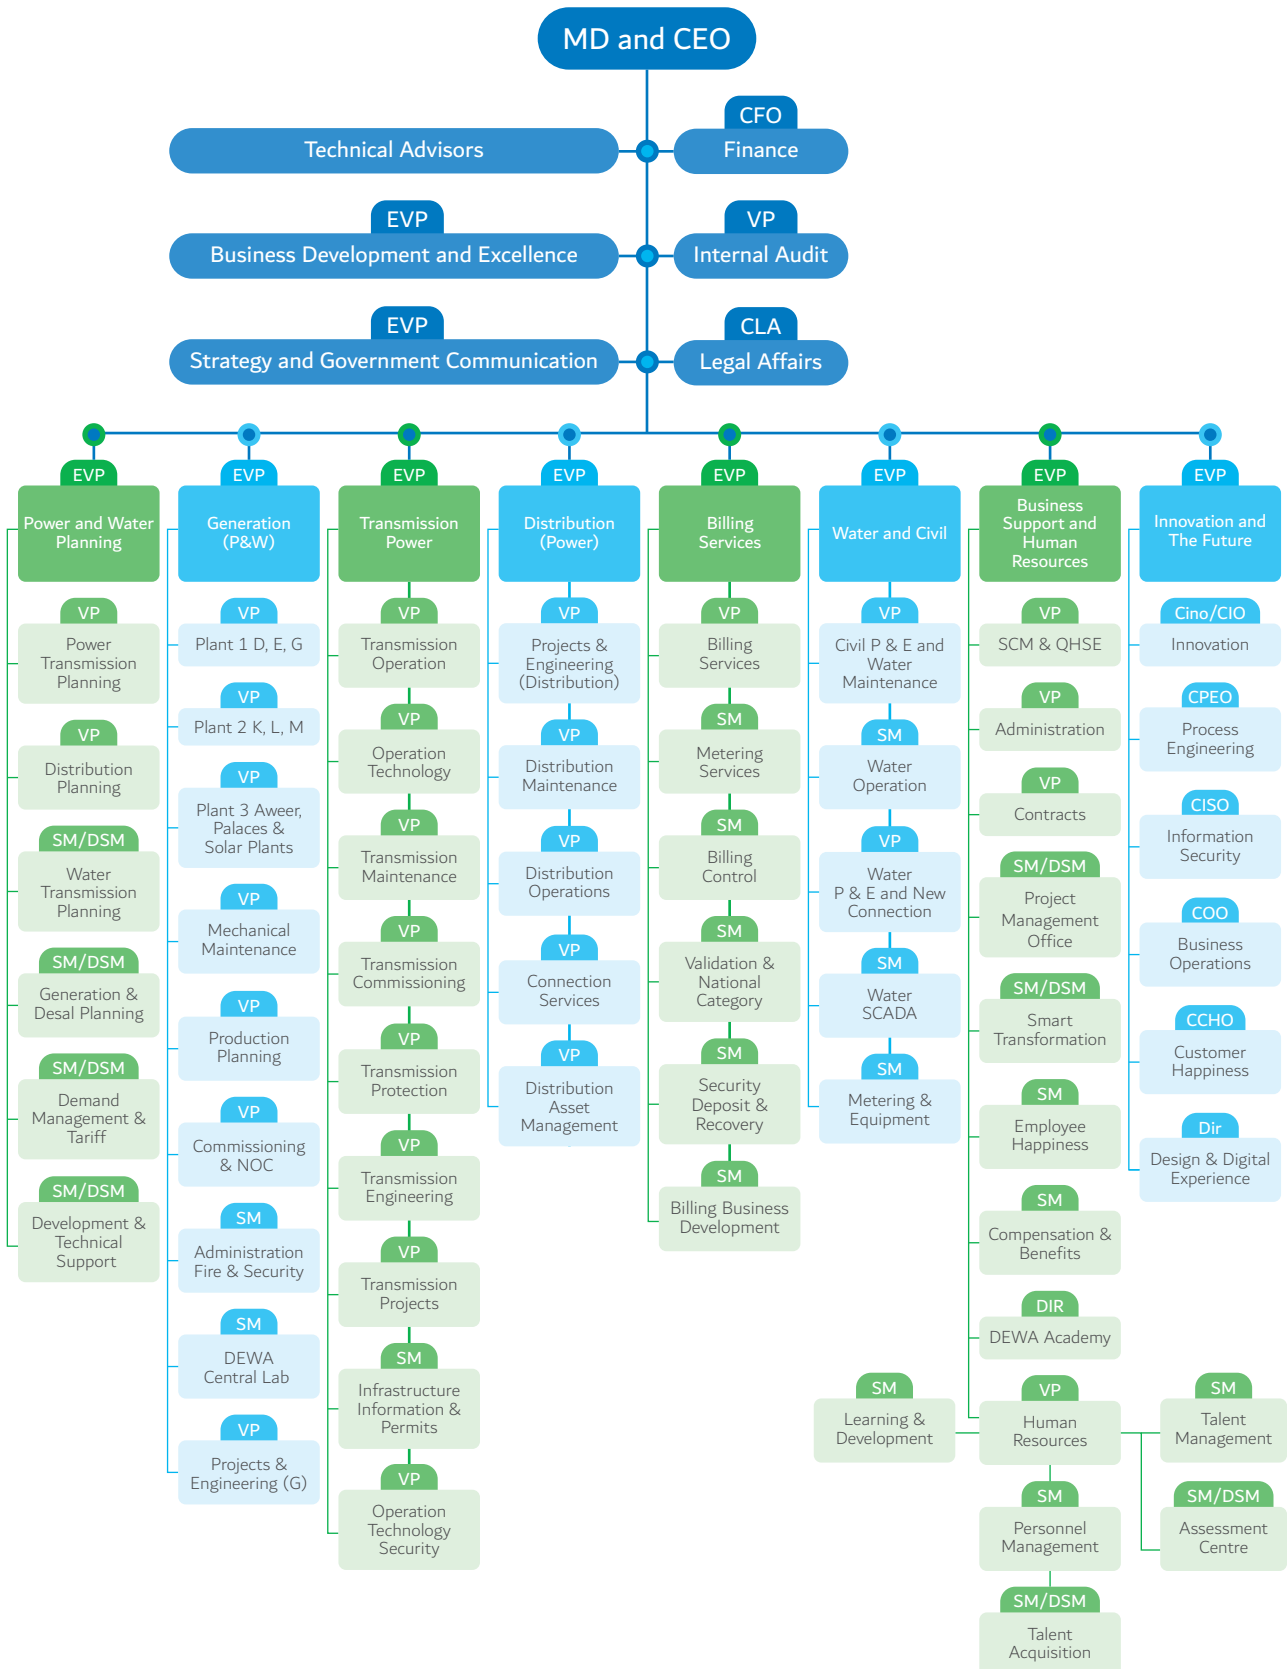 MD and CEO
Technical Advisors
CFO
Finance
EVP
Business Development and Excellence
VP
Internal Audit
EVP
Strategy and Government Communication
CLA
Legal Affairs
EVP
Power and Water
Planning
VP
Power
Transmission
Planning
VP
Distribution
Planning
SM/DSM
Water
Transmission
Planning
SM/DSM
Generation &
Desal Planning
SM/DSM
Demand
Management &
Tariff
SM/DSM
Development &
Technical
Support
EVP
Generation
(P&W)
VP
Plant 1 D, E, G
VP
Plant 2 K, L, M
VP
Plant 3 Aweer,
Palaces &
Solar Plants
VP
Mechanical
Maintenance
VP
Production
Planning
VP
Commissioning
& NOC
SM
Administration
Fire & Security
SM
DEWA
Central Lab
VP
Projects &
Engineering (G)
EVP
Transmission
Power
VP
Transmission
Operation
VP
Operation
Technology
VP
Transmission
Maintenance
VP
Transmission
Commissioning
VP
Transmission
Protection
VP
Transmission
Engineering
VP
Transmission
Projects
SM
Infrastructure
Information &
Permits
VP
Operation
Technology
Security
EVP
Distribution
(Power)
VP
Projects &
Engineering
(Distribution)
VP
Distribution
Maintenance
VP
Distribution
Operations
VP
Connection
Services
VP
Distribution
Asset
Management
EVP
Billing
Services
VP
Billing
Services
SM
Metering
Services
SM
Billing
Control
SM
Validation &
National
Category
SM
Security
Deposit &
Recovery
SM
Billing Business
Development
EVP
Water and Civil
VP
Civil P & E and
Water
Maintenance
SM
Water
Operation
VP
Water
P & E and New
Connection
SM
Water
SCADA
SM
Metering &
Equipment
EVP
Business
Support and
Human
Resources
VP
SCM & QHSE
VP
Administration
VP
Contracts
SM/DSM
Project
Management
Office
SM/DSM
Smart
Transformation
SM
Employee
Happiness
SM
Compensation &
Benefits
DIR
DEWA Academy
VP
Human
Resources
SM
Learning &
Development
SM
Talent
Management
SM/DSM
Assessment
Centre
SM
Personnel
Management
SM/DSM
Talent
Acquisition
EVP
Innovation and
The Future
Cino/CIO
Innovation
CPEO
Process
Engineering
CISO
Information
Security
COO
Business
Operations
CCHO
Customer
Happiness
Dir
Design & Digital
Experience